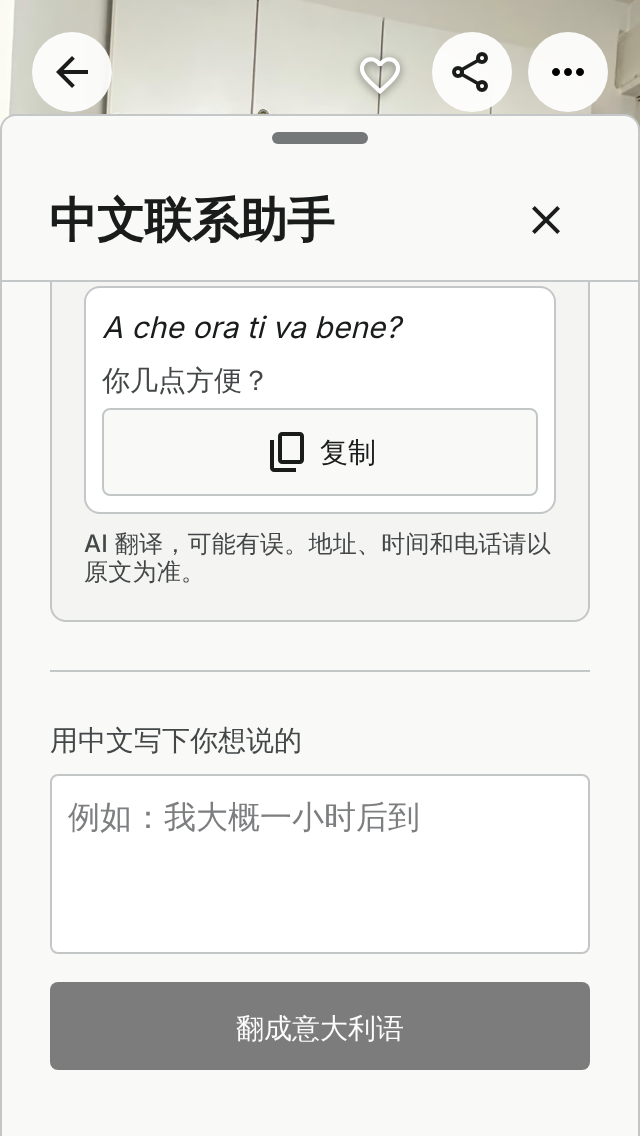 中文联系助手
A che ora ti va bene?
你几点方便？
复制
AI 翻译，可能有误。地址、时间和电话请以
原文为准。
用中文写下你想说的
例如：我大概一小时后到
翻成意大利语